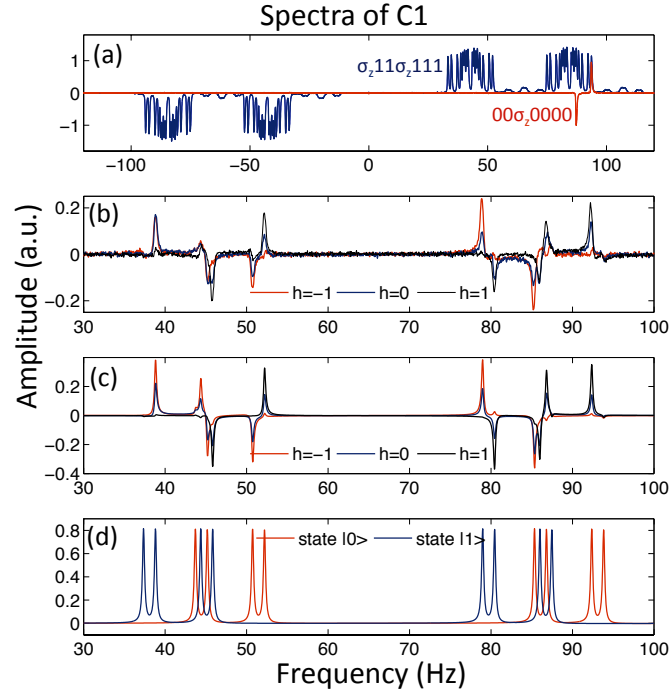 Spectra of C1
(a)
σz11σz111
00σz0000
1
0
−1
−100 −50 0 50 100
Amplitude (a.u.)
(b)
0.2
0
−0.2
h=−1 h=0 h=1
30 40 50 60 70 80 90 100
(c)
0.2
0
−0.2
−0.4
h=−1 h=0 h=1
30 40 50 60 70 80 90 100
(d)
state |0> state |1>
0.8
0.6
0.4
0.2
0
30 40 50 60 70 80 90 100
Frequency (Hz)